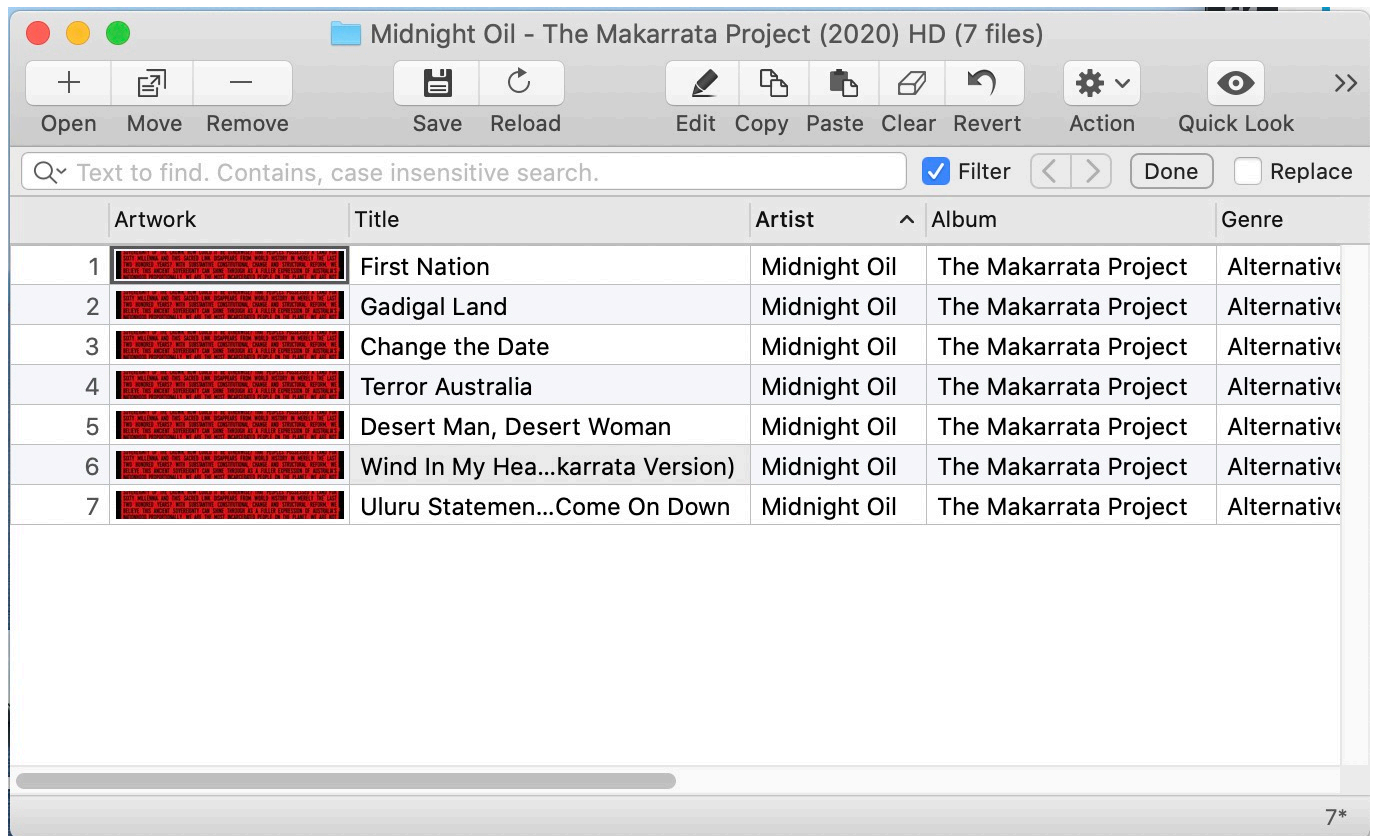 Midnight Oil - The Makarrata Project (2020) HD (7 files)
Open Move Remove Save Reload Edit Copy Paste Clear Revert Action Quick Look
Text to find. Contains, case insensitive search. Filter Done Replace
Artwork Title Artist Album Genre
1 First Nation Midnight Oil The Makarrata Project Alternative
2 Gadigal Land Midnight Oil The Makarrata Project Alternative
3 Change the Date Midnight Oil The Makarrata Project Alternative
4 Terror Australia Midnight Oil The Makarrata Project Alternative
5 Desert Man, Desert Woman Midnight Oil The Makarrata Project Alternative
6 Wind In My Hea...karrata Version) Midnight Oil The Makarrata Project Alternative
7 Uluru Statemen...Come On Down Midnight Oil The Makarrata Project Alternative
7*